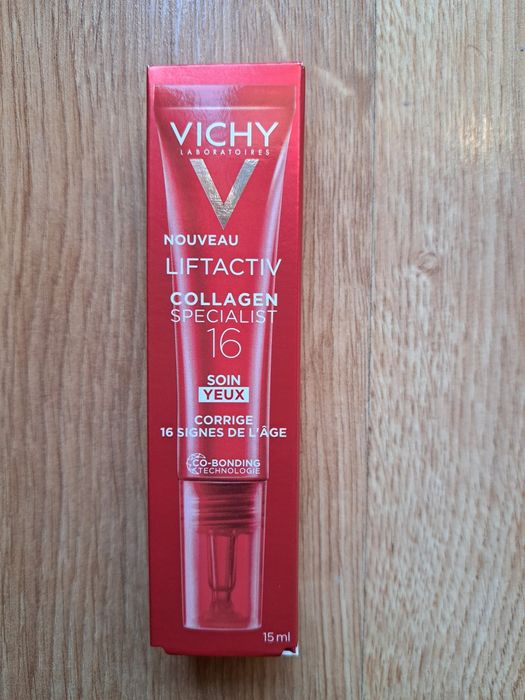 VICHY
LABORATOIRES
NOUVEAU
LIFTACTIV
COLLAGEN
SPECIALIST
16
SOIN
YEUX
CORRIGE
16 SIGNES DE L'ÂGE
CO-BONDING
TECHNOLOGIE
15 ml